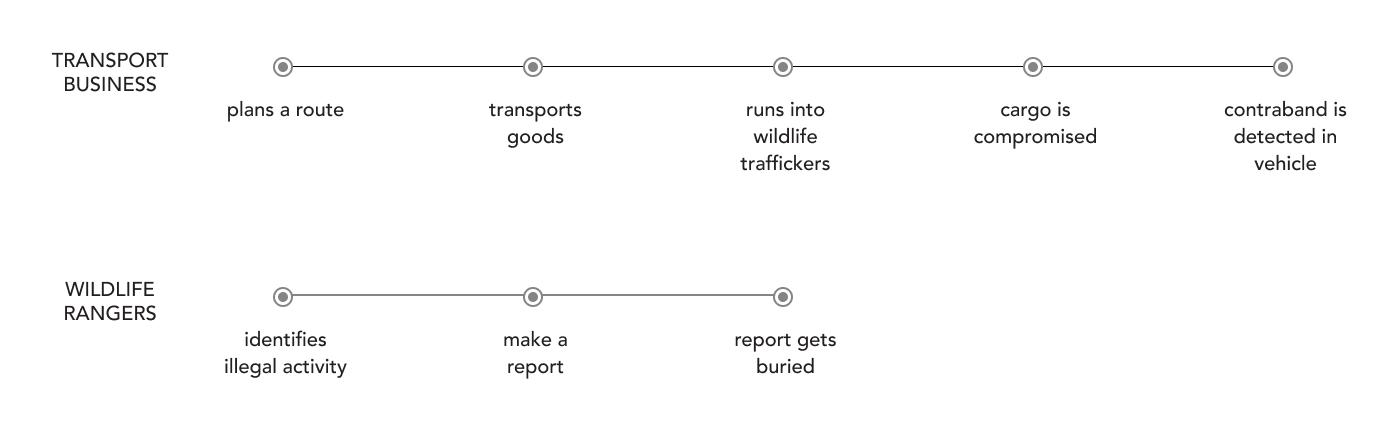 TRANSPORT
BUSINESS
plans a route
transports
goods
runs into
wildlife
traffickers
cargo is
compromised
contraband is
detected in
vehicle
WILDLIFE
RANGERS
identifies
illegal activity
make a
report
report gets
buried